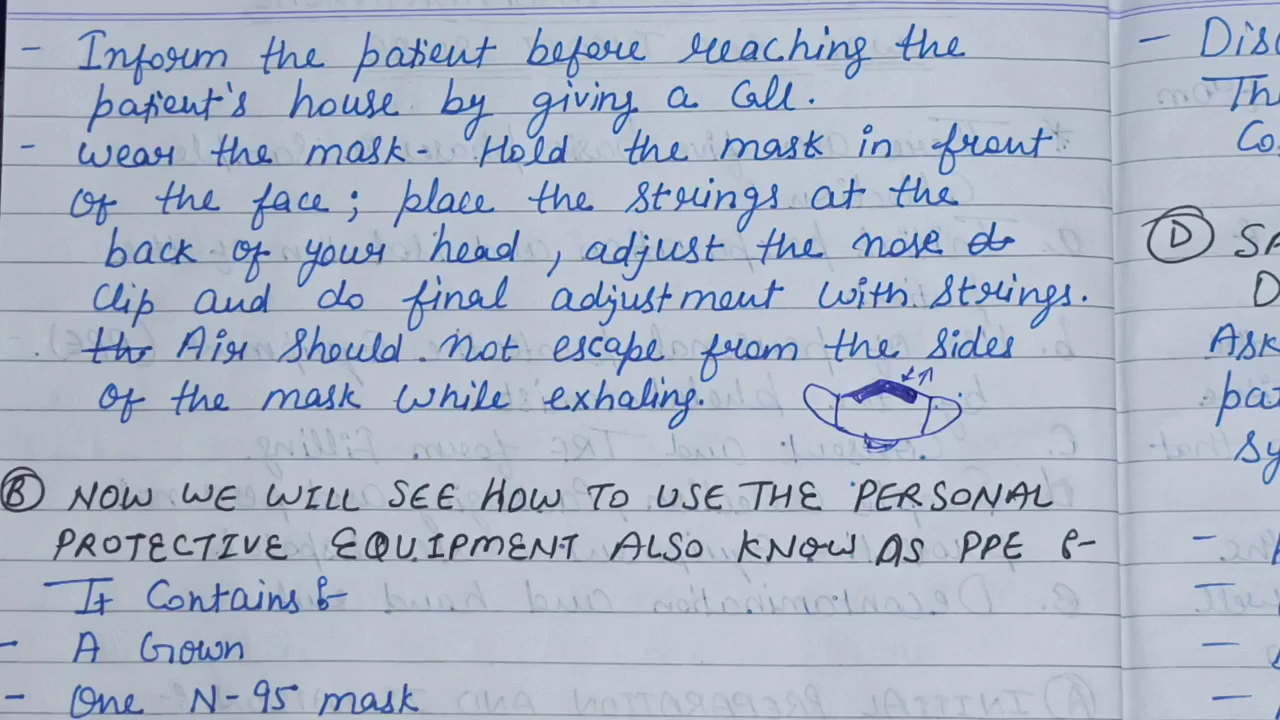 - Inform the patient before reaching the
patient's house by giving a Call.
- wear the mask- Hold the mask in front
Of the face; place the strings at the
back of your head, adjust the nose
Clip and do final adjustment with strings.
Air Should not escape from the sides
Of the mask while exhaling.
Ⓑ NOW WE WILL SEE HOW TO USE THE PERSONAL
PROTECTIVE EQUIPMENT ALSO KNOW AS PPE :-
It Contains :-
- A Gown
- One N-95 mask
- Disc
Th
Co
Ⓓ SA
D
Ask
pa
Sy